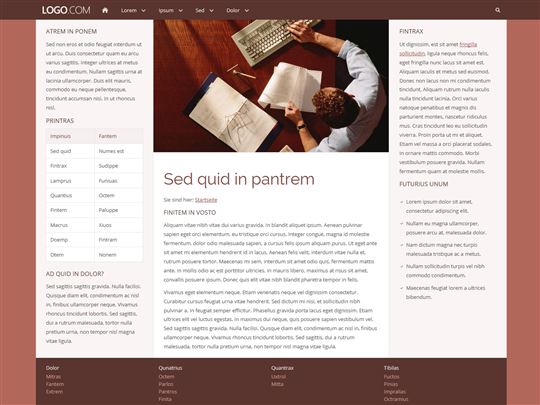 LOGO.COM
Lorem
Ipsum
Sed
Dolor
ATREM IN PONEM
Sed non eros et odio feugiat interdum ut
ut arcu. Duis consectetur quam eu arcu
varius sagittis. Integer ultrices at metus
eu condimentum. Nullam sagittis urna at
lacinia ullamcorper. Duis elit mauris,
commodo eu neque pellentesque,
tincidunt accumsan nisl. In ut rhoncus
nisl.
PRINTRAS
Impinus Fantem
Sed quid Numes est
Fintrax Sudippe
Lamprus Funiuas
Quantius Octem
Fintem Paluppe
Macrus Xiuos
Doemp Fintram
Otem Nonem
AD QUID IN DOLOR?
Sed sagittis sagittis gravida. Nulla facilisi.
Quisque diam elit, condimentum ac nisl
in, finibus ullamcorper neque. Vivamus
rhoncus tincidunt lobortis. Sed sagittis,
dui a rutrum malesuada, tortor nulla
pretium urna, non tempor nisl magna
vitae ligula.
Sed quid in pantrem
Sie sind hier: Startseite
FINITEM IN VOSTO
Aliquam vitae nibh vitae dui varius gravida. In blandit aliquet ipsum. Aenean pulvinar
sapien eget orci elementum, eu tristique orci cursus. Integer congue, magna id molestie
fermentum, dolor odio malesuada sapien, a cursus felis ipsum aliquam purus. Ut eget ante
sit amet mi elementum hendrerit id in lacus. Aenean felis velit, interdum vitae nulla et,
rutrum posuere tortor. Maecenas mi sem, interdum sit amet odio quis, fermentum mattis
ante. In mollis odio ac est porttitor ultricies. In mauris libero, maximus at risus sit amet,
convallis posuere ipsum. Donec quis elit vitae nibh blandit pharetra tempor in felis.
Vivamus eget elementum neque. Etiam venenatis neque vel dignissim consectetur.
Curabitur cursus feugiat urna vitae hendrerit. Sed dictum mi nisi, et sollicitudin nibh
pulvinar a. In feugiat semper efficitur. Phasellus gravida porta lacus eget dignissim. Etiam
ultrices elit vel luctus egestas. In maximus dui neque, quis posuere sapien vestibulum vel.
Sed sagittis sagittis gravida. Nulla facilisi. Quisque diam elit, condimentum ac nisl in, finibus
ullamcorper neque. Vivamus rhoncus tincidunt lobortis. Sed sagittis, dui a rutrum
malesuada, tortor nulla pretium urna, non tempor nisl magna vitae ligula.
FINTRAX
Ut dignissim, est sit amet fringilla
sollicitudin, ligula neque rhoncus felis,
eget fringilla nunc lacus sit amet est.
Aliquam iaculis et metus sed euismod.
Donec non lacus non mi condimentum
tincidunt. Aliquam rutrum nulla iaculis
nulla tincidunt lacinia. Orci varius
natoque penatibus et magnis dis
parturient montes, nascetur ridiculus
mus. Cras tincidunt leo eu sollicitudin
viverra. Proin porta ut mi et aliquet.
Etiam vel massa a orci placerat sodales,
in ornare mattis commodo. Morbi
vestibulum posuere gravida. Nullam
fermentum quam at molestie mollis.
FUTURIUS UNUM
Lorem ipsum dolor sit amet,
consectetur adipiscing elit.
Nullam eu magna ullamcorper,
posuere arcu at, malesuada dolor.
Nam dictum magna nec turpis
malesuada tristique ac a metus.
Nullam sollicitudin turpis vel nibh
commodo condimentum.
Maecenas feugiat libero in ultrices
bibendum.
Dolor
Mitras
Fantem
Extrem
Qunatrius
Octem
Parlos
Pantros
Finita
Quantrax
Uxtrol
Mitta
Tibilas
Fuctos
Pinias
Impralias
Octramius